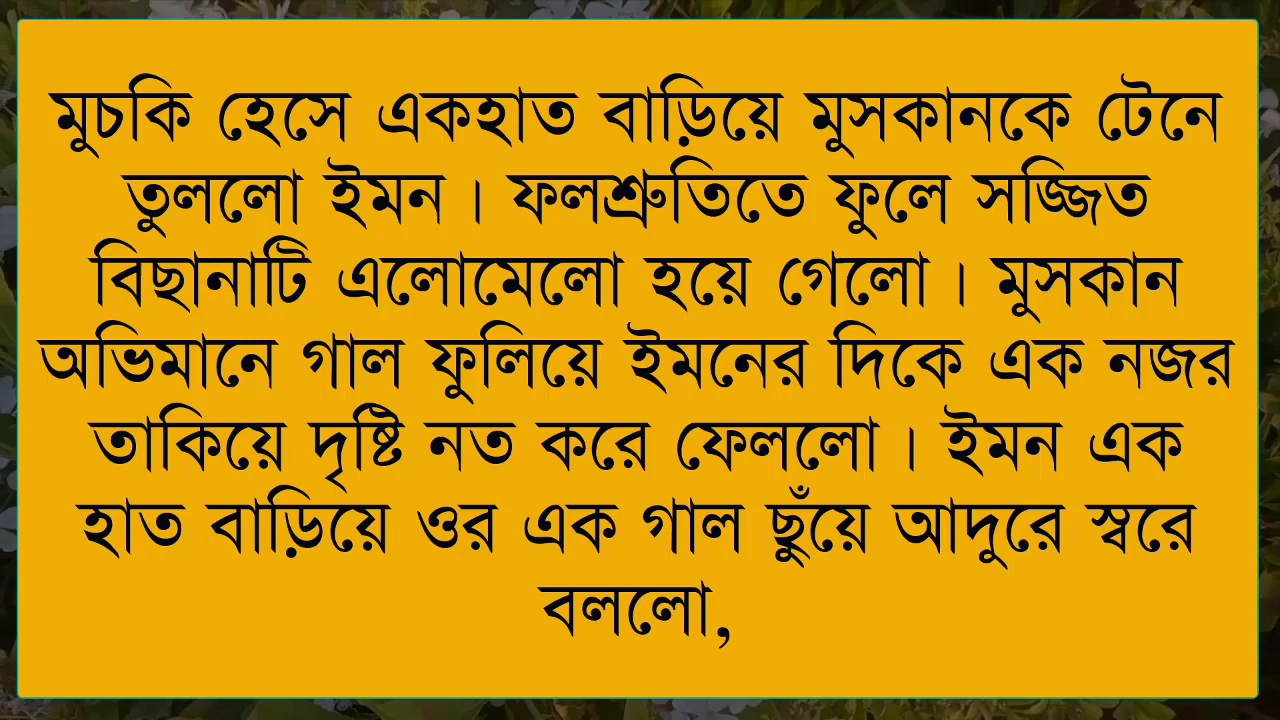 মুচকি হেসে একহাত বাড়িয়ে মুসকানকে টেনে
তুললো ইমন। ফলশ্রুতিতে ফুলে সজ্জিত
বিছানাটি এলোমেলো হয়ে গেলো। মুসকান
অভিমানে গাল ফুলিয়ে ইমনের দিকে এক নজর
তাকিয়ে দৃষ্টি নত করে ফেললো। ইমন এক
হাত বাড়িয়ে ওর এক গাল ছুঁয়ে আদুরে স্বরে
বললো,